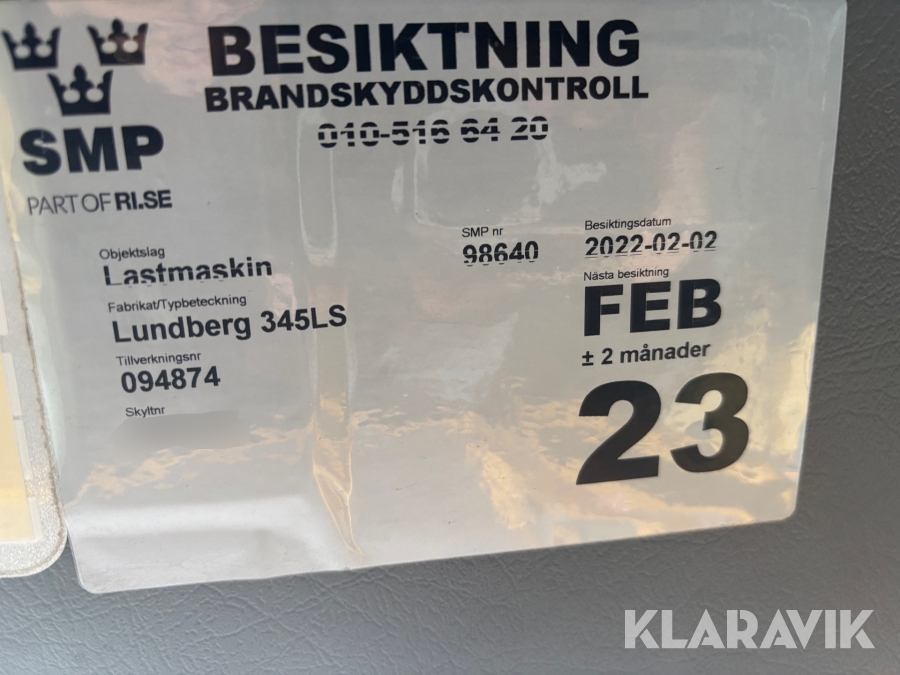 BESIKTNING
BRANDSKYDDSKONTROLL
010-516 64 20
SMP
PART OF RI.SE
Objektslag
Lastmaskin
Fabrikat/Typbeteckning
Lundberg 345LS
Tillverkningsnr
094874
Skyltnr
SMP nr
98640
Besiktingsdatum
2022-02-02
Nästa besiktning
FEB
± 2 månader
23
KLARAVIK